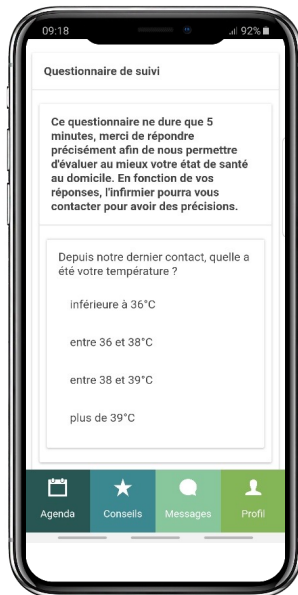 09:18
92%
Questionnaire de suivi
Ce questionnaire ne dure que 5
minutes, merci de répondre
précisément afin de nous permettre
d'évaluer au mieux votre état de santé
au domicile. En fonction de vos
réponses, l'infirmier pourra vous
contacter pour avoir des précisions.
Depuis notre dernier contact, quelle a
été votre température ?
inférieure à 36°C
entre 36 et 38°C
entre 38 et 39°C
plus de 39°C
Agenda Conseils Messages Profil